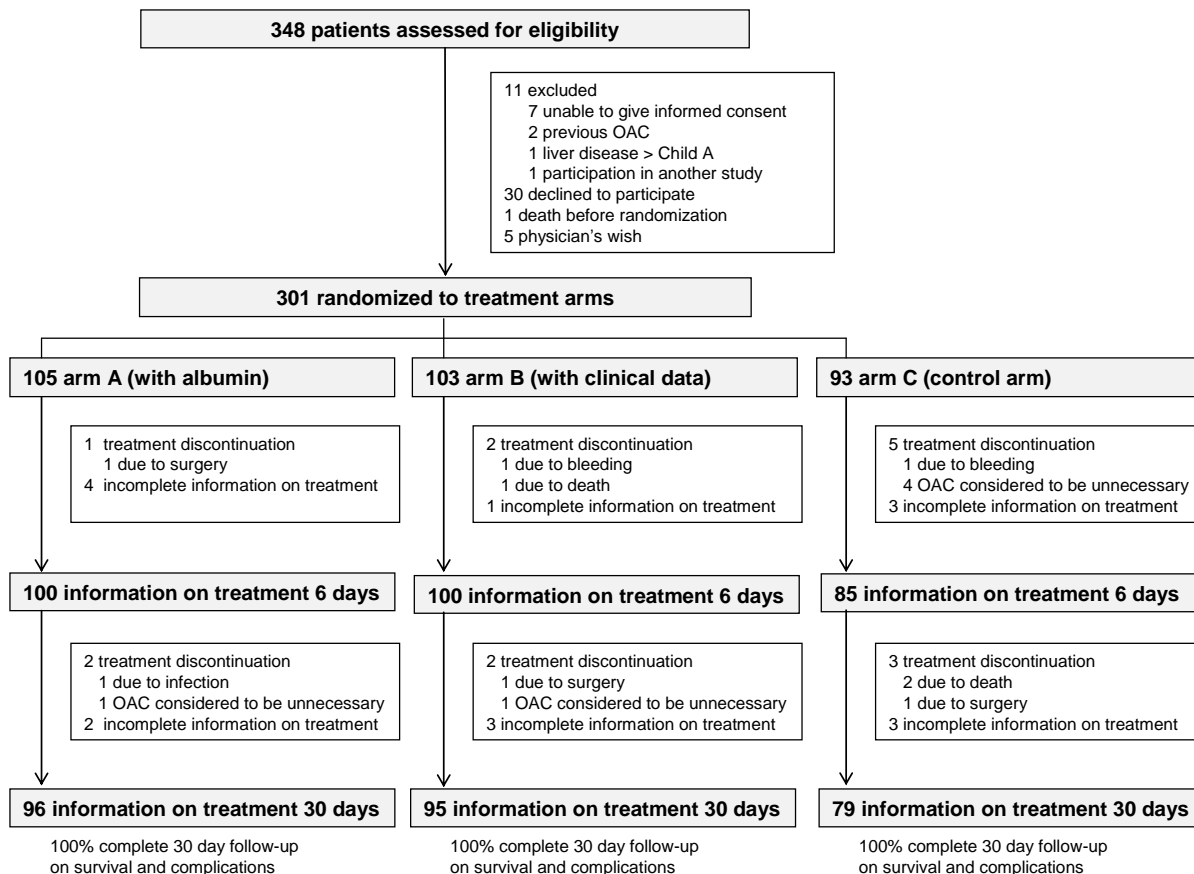 348 patients assessed for eligibility
11 excluded
7 unable to give informed consent
2 previous OAC
1 liver disease > Child A
1 participation in another study
30 declined to participate
1 death before randomization
5 physician's wish
301 randomized to treatment arms
105 arm A (with albumin)
103 arm B (with clinical data)
93 arm C (control arm)
1 treatment discontinuation
1 due to surgery
4 incomplete information on treatment
2 treatment discontinuation
1 due to bleeding
1 due to death
1 incomplete information on treatment
5 treatment discontinuation
1 due to bleeding
4 OAC considered to be unnecessary
3 incomplete information on treatment
100 information on treatment 6 days
100 information on treatment 6 days
85 information on treatment 6 days
2 treatment discontinuation
1 due to infection
1 OAC considered to be unnecessary
2 incomplete information on treatment
2 treatment discontinuation
1 due to surgery
1 OAC considered to be unnecessary
3 incomplete information on treatment
3 treatment discontinuation
2 due to death
1 due to surgery
3 incomplete information on treatment
96 information on treatment 30 days
95 information on treatment 30 days
79 information on treatment 30 days
100% complete 30 day follow-up
on survival and complications
100% complete 30 day follow-up
on survival and complications
100% complete 30 day follow-up
on survival and complications